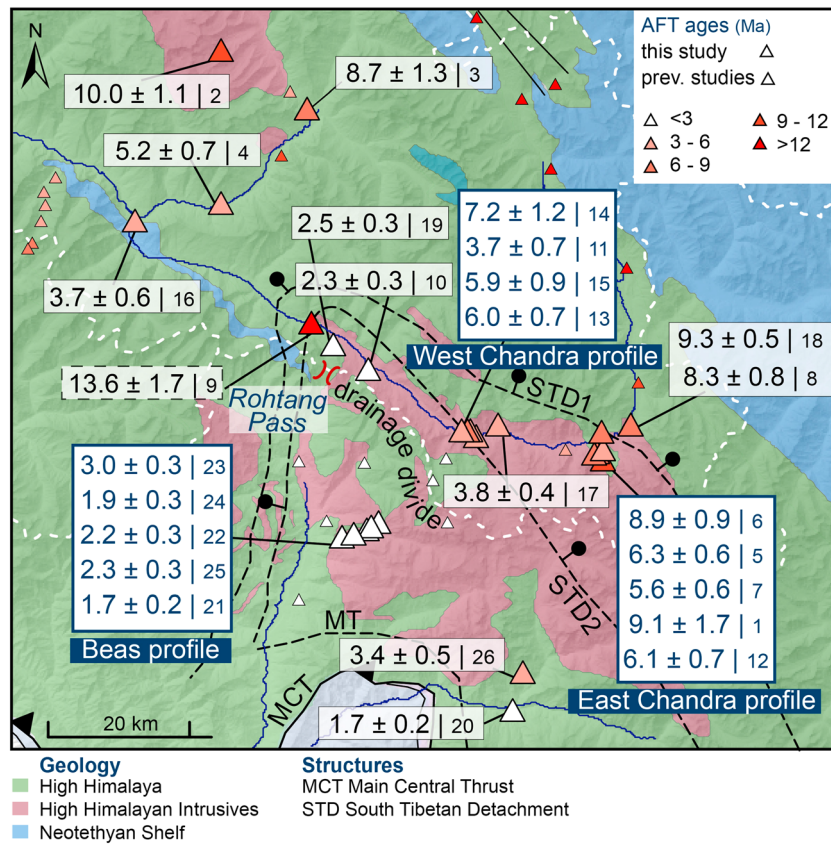 N
AFT ages (Ma)
this study
prev. studies
<3
3 - 6
6 - 9
9 - 12
>12
10.0 ± 1.1 | 2
8.7 ± 1.3 | 3
5.2 ± 0.7 | 4
2.5 ± 0.3 | 19
2.3 ± 0.3 | 10
3.7 ± 0.6 | 16
7.2 ± 1.2 | 14
3.7 ± 0.7 | 11
5.9 ± 0.9 | 15
6.0 ± 0.7 | 13
West Chandra profile
9.3 ± 0.5 | 18
8.3 ± 0.8 | 8
13.6 ± 1.7 | 9
Rohtang
Pass
drainage divide
STD1
3.8 ± 0.4 | 17
3.0 ± 0.3 | 23
1.9 ± 0.3 | 24
2.2 ± 0.3 | 22
2.3 ± 0.3 | 25
1.7 ± 0.2 | 21
Beas profile
8.9 ± 0.9 | 6
6.3 ± 0.6 | 5
5.6 ± 0.6 | 7
9.1 ± 1.7 | 1
6.1 ± 0.7 | 12
East Chandra profile
STD2
MT
3.4 ± 0.5 | 26
MCT
1.7 ± 0.2 | 20
20 km
Geology
High Himalaya
High Himalayan Intrusives
Neotethyan Shelf
Structures
MCT Main Central Thrust
STD South Tibetan Detachment